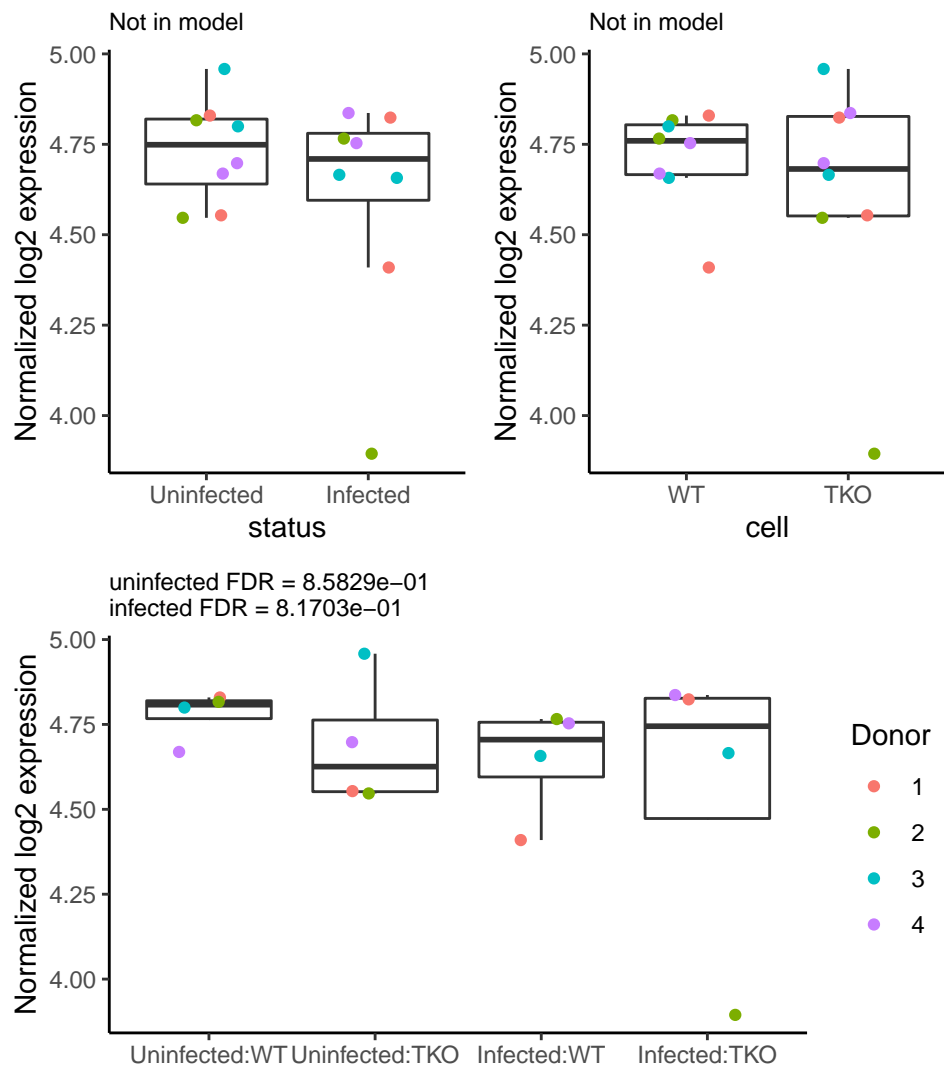 Not in model
Normalized log2 expression
5.00
4.75
4.50
4.25
4.00
Uninfected Infected
status
Not in model
Normalized log2 expression
5.00
4.75
4.50
4.25
4.00
WT TKO
cell
uninfected FDR = 8.5829e−01
infected FDR = 8.1703e−01
Normalized log2 expression
5.00
4.75
4.50
4.25
4.00
Uninfected:WT Uninfected:TKO Infected:WT Infected:TKO
Donor
1
2
3
4